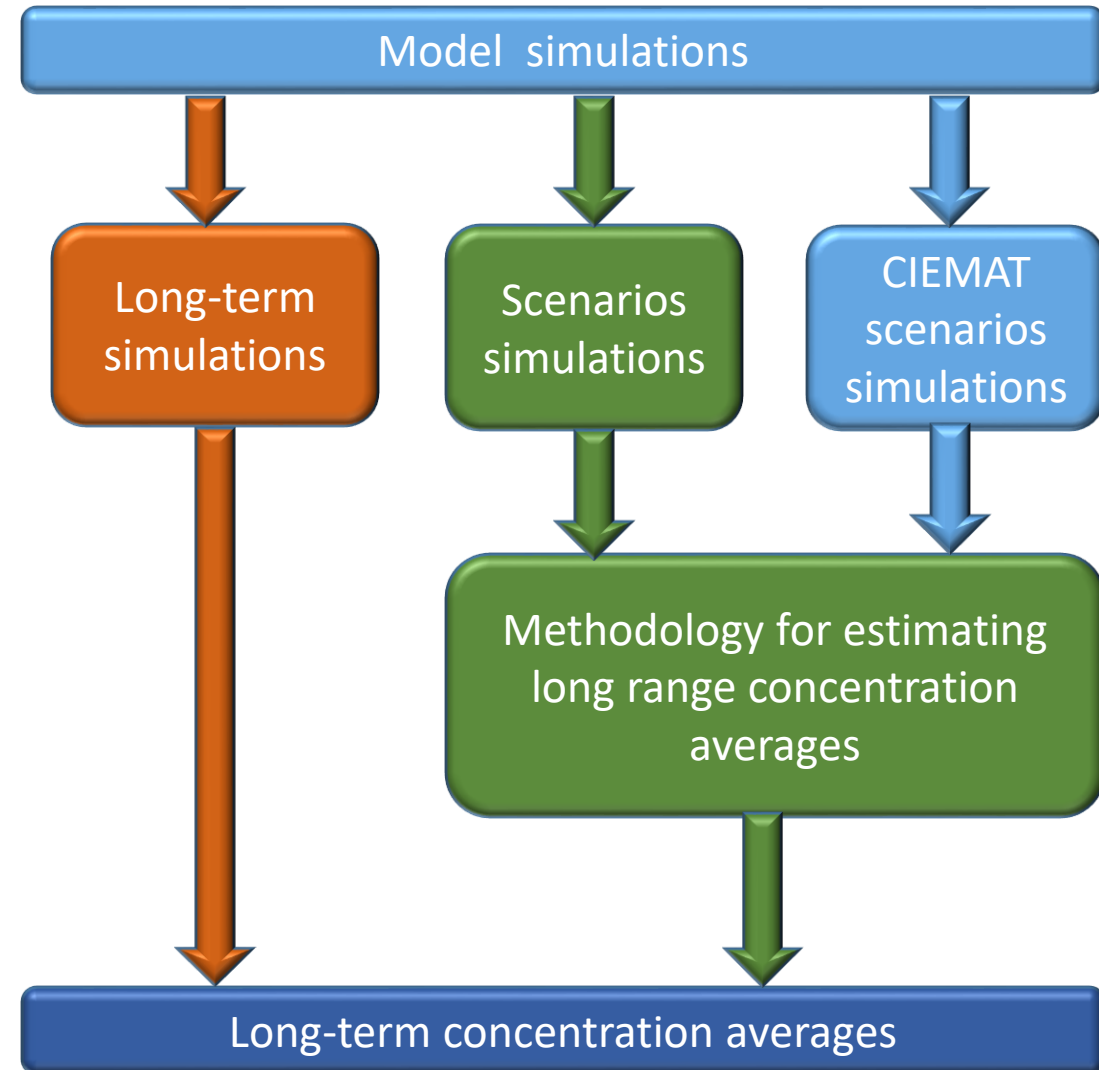 Model simulations
Long-term
simulations
Scenarios
simulations
CIEMAT
scenarios
simulations
Methodology for estimating
long range concentration
averages
Long-term concentration averages